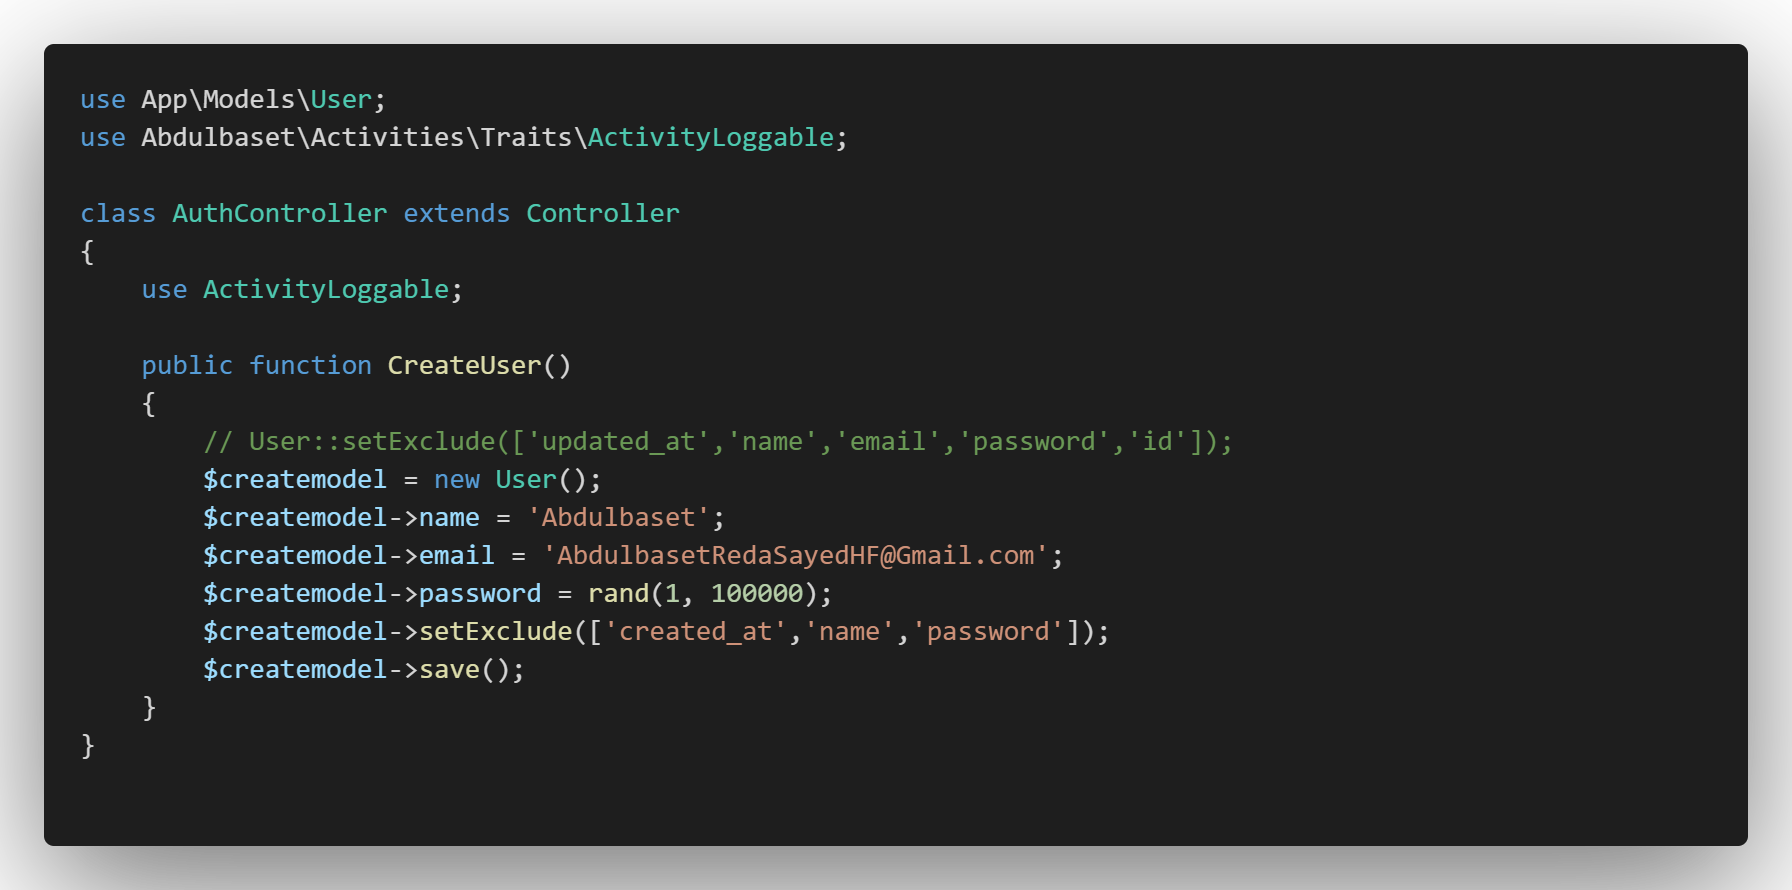 use App\Models\User;
use Abdulbaset\Activities\Traits\ActivityLoggable;
class AuthController extends Controller
{
    use ActivityLoggable;
    public function CreateUser()
    {
        // User::setExclude(['updated_at','name','email','password','id']);
        $createmodel = new User();
        $createmodel->name = 'Abdulbaset';
        $createmodel->email = 'AbdulbasetRedaSayedHF@Gmail.com';
        $createmodel->password = rand(1, 100000);
        $createmodel->setExclude(['created_at','name','password']);
        $createmodel->save();
    }
}